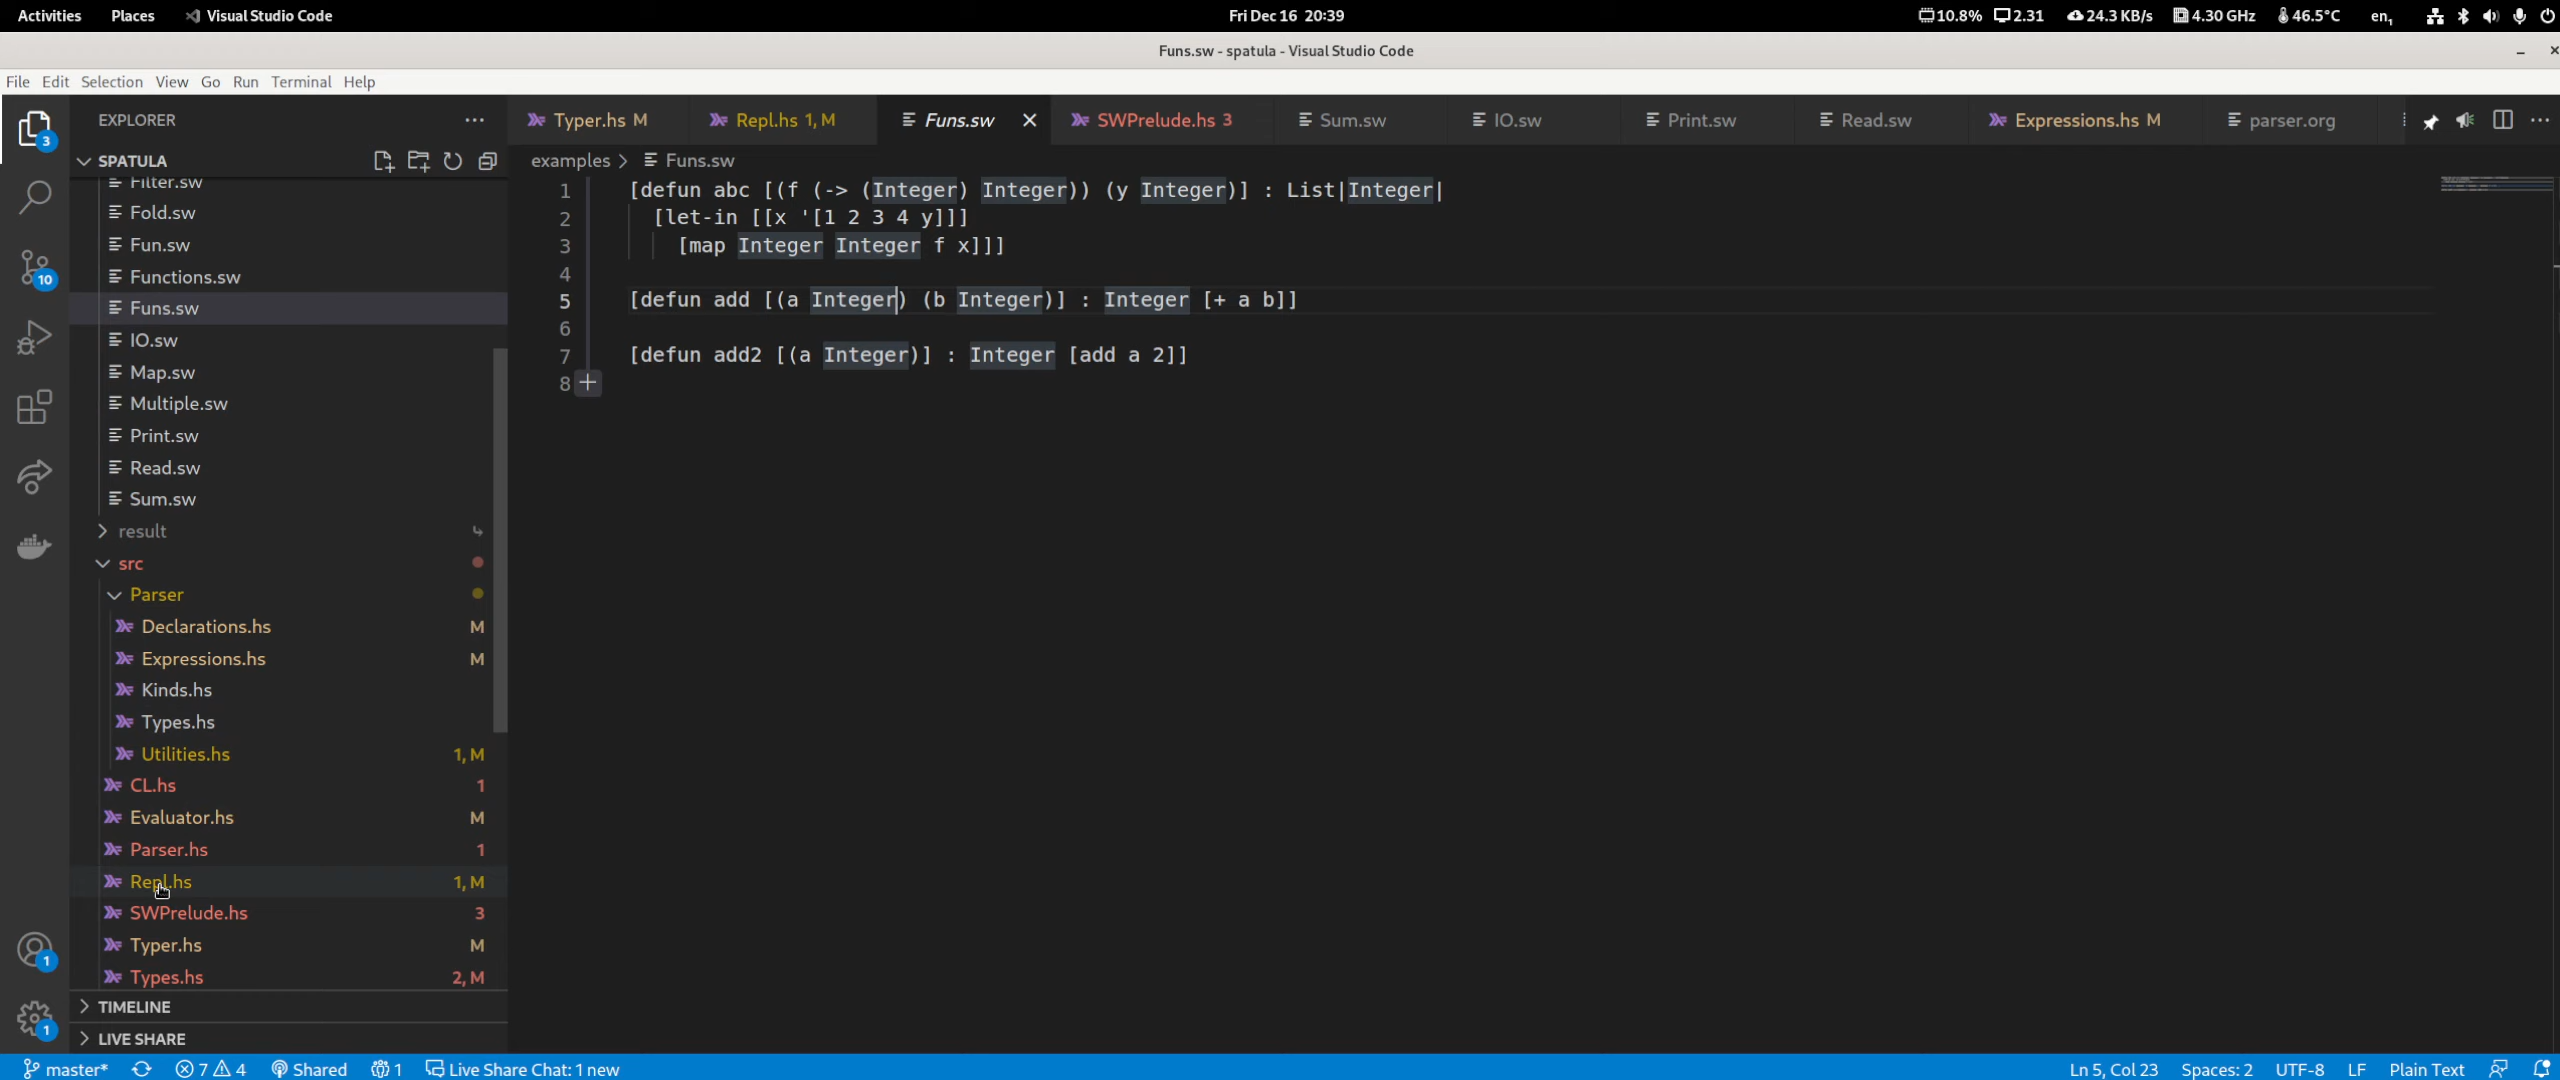 Activities Places Visual Studio Code Fri Dec 16 20:39 10.8% 2.31 24.3 KB/s 4.30 GHz 46.5°C en₁
Funs.sw - spatula - Visual Studio Code
File Edit Selection View Go Run Terminal Help
EXPLORER
SPATULA
Filter.sw
Fold.sw
Fun.sw
Functions.sw
Funs.sw
IO.sw
Map.sw
Multiple.sw
Print.sw
Read.sw
Sum.sw
result
src
Parser
Declarations.hs M
Expressions.hs M
Kinds.hs
Types.hs
Utilities.hs 1, M
CL.hs 1
Evaluator.hs M
Parser.hs 1
Repl.hs 1, M
SWPrelude.hs 3
Typer.hs M
Types.hs 2, M
TIMELINE
LIVE SHARE
3
10
1
1
Typer.hs M Repl.hs 1, M Funs.sw SWPrelude.hs 3 Sum.sw IO.sw Print.sw Read.sw Expressions.hs M parser.org
examples > Funs.sw
1 [defun abc [(f (-> (Integer) Integer)) (y Integer)] : List|Integer|
2 [let-in [[x '[1 2 3 4 y]]]
3 [map Integer Integer f x]]]
4
5 [defun add [(a Integer) (b Integer)] : Integer [+ a b]]
6
7 [defun add2 [(a Integer)] : Integer [add a 2]]
8
master* 7 4 Shared 1 Live Share Chat: 1 new Ln 5, Col 23 Spaces: 2 UTF-8 LF Plain Text